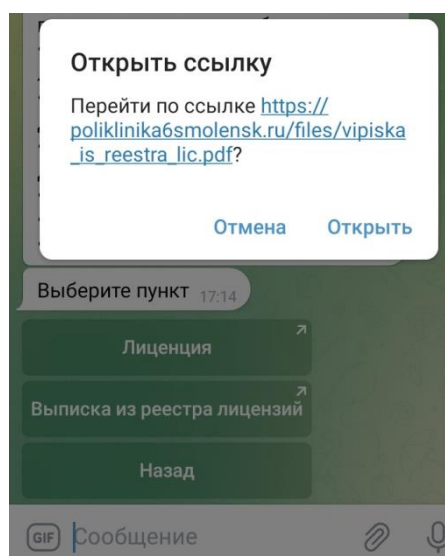 Открыть ссылку
Перейти по ссылке https://
poliklinika6smolensk.ru/files/vipiska
_is_reestra_lic.pdf?
Отмена Открыть
Выберите пункт 17:14
Лиценция
Выписка из реестра лицензий
Назад
GIF Сообщение